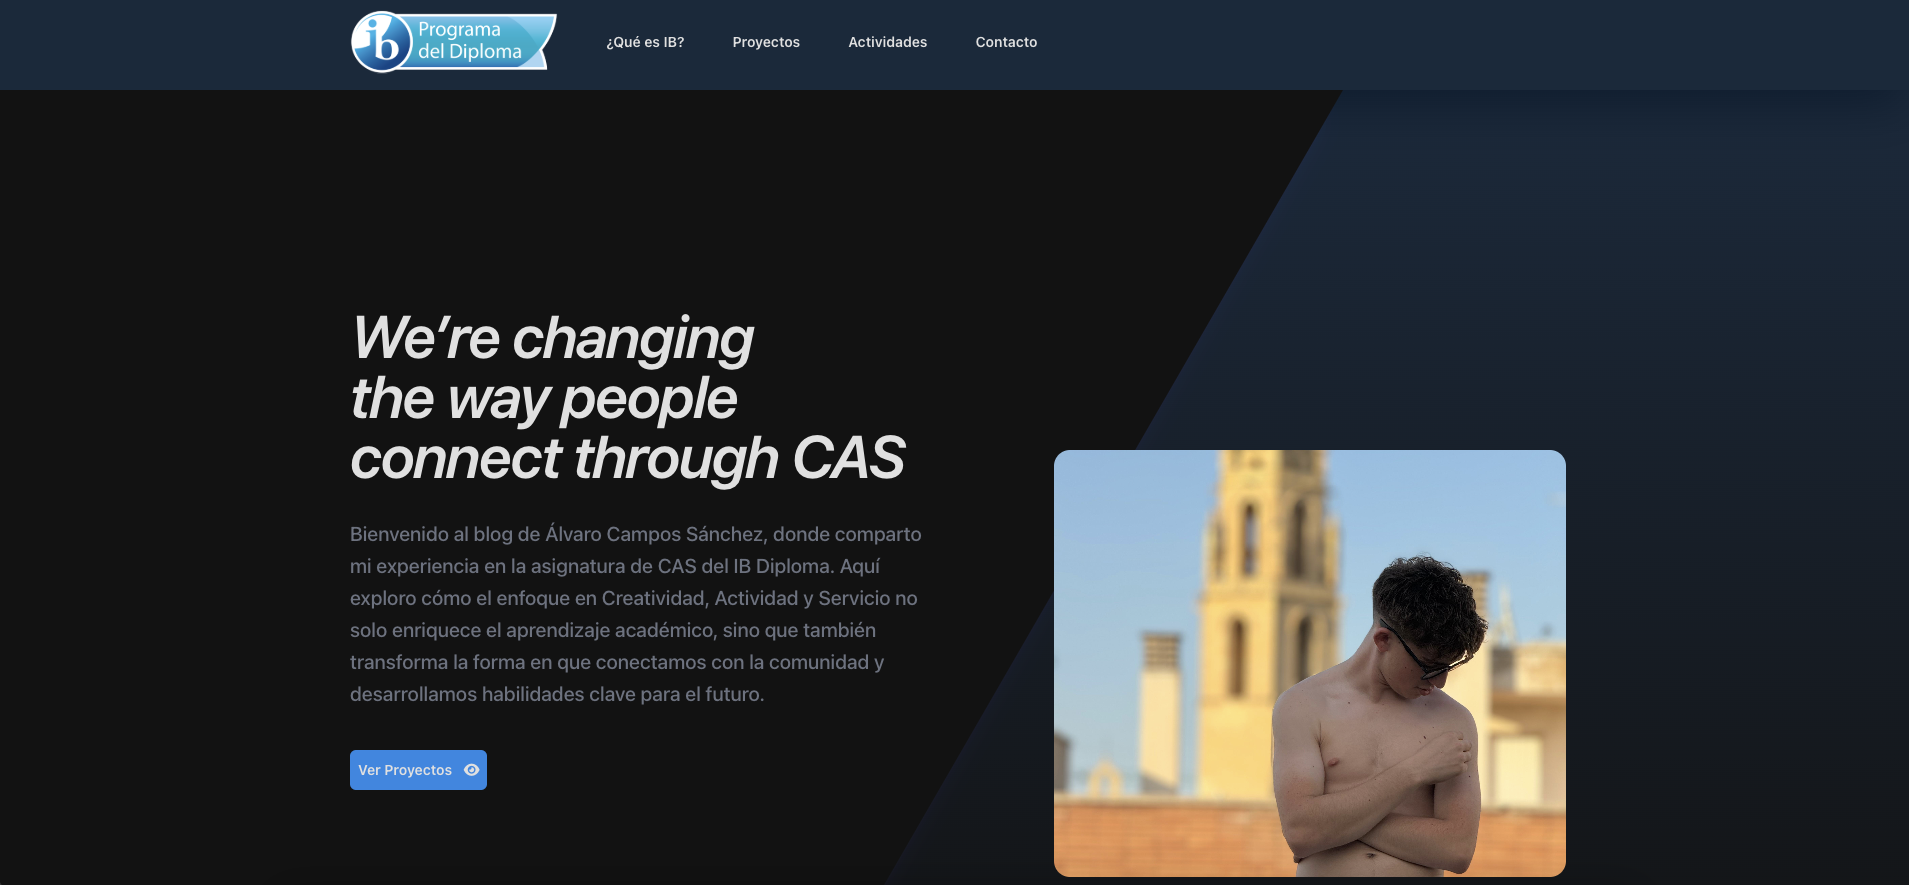 ib Programa
del Diploma
¿Qué es IB?
Proyectos
Actividades
Contacto
We're changing
the way people
connect through CAS
Bienvenido al blog de Álvaro Campos Sánchez, donde comparto
mi experiencia en la asignatura de CAS del IB Diploma. Aquí
exploro cómo el enfoque en Creatividad, Actividad y Servicio no
solo enriquece el aprendizaje académico, sino que también
transforma la forma en que conectamos con la comunidad y
desarrollamos habilidades clave para el futuro.
Ver Proyectos